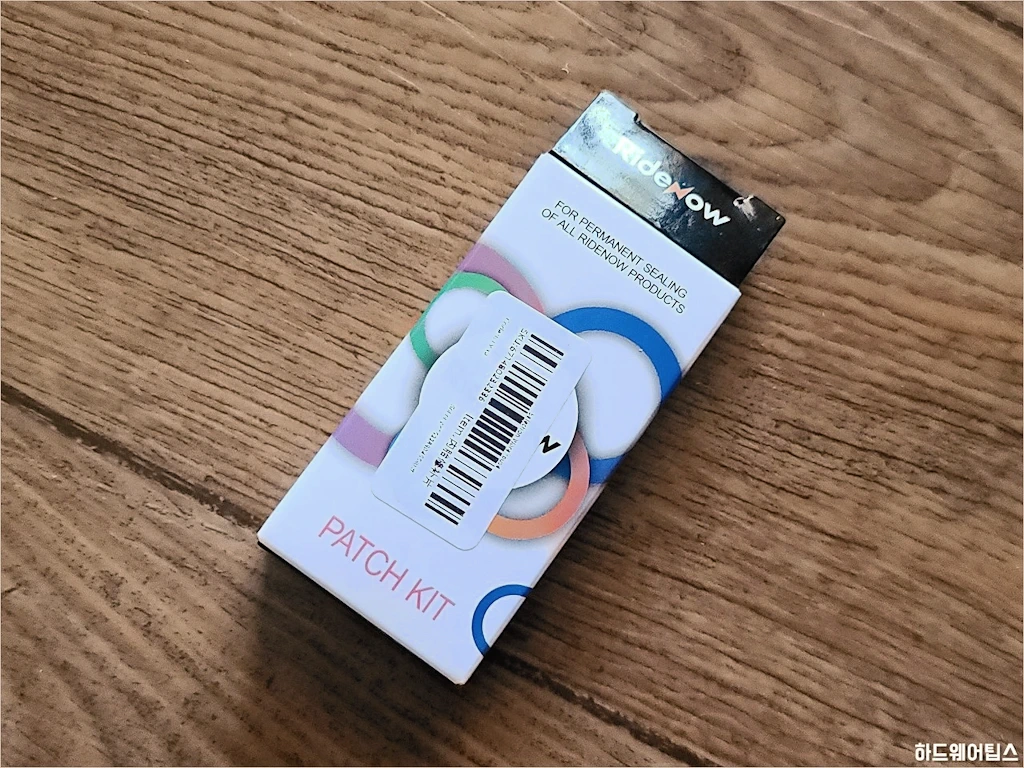 RideNow
FOR PERMANENT SEALING
OF ALL RIDENOW PRODUCTS
N
PATCH KIT
하드웨어팁스